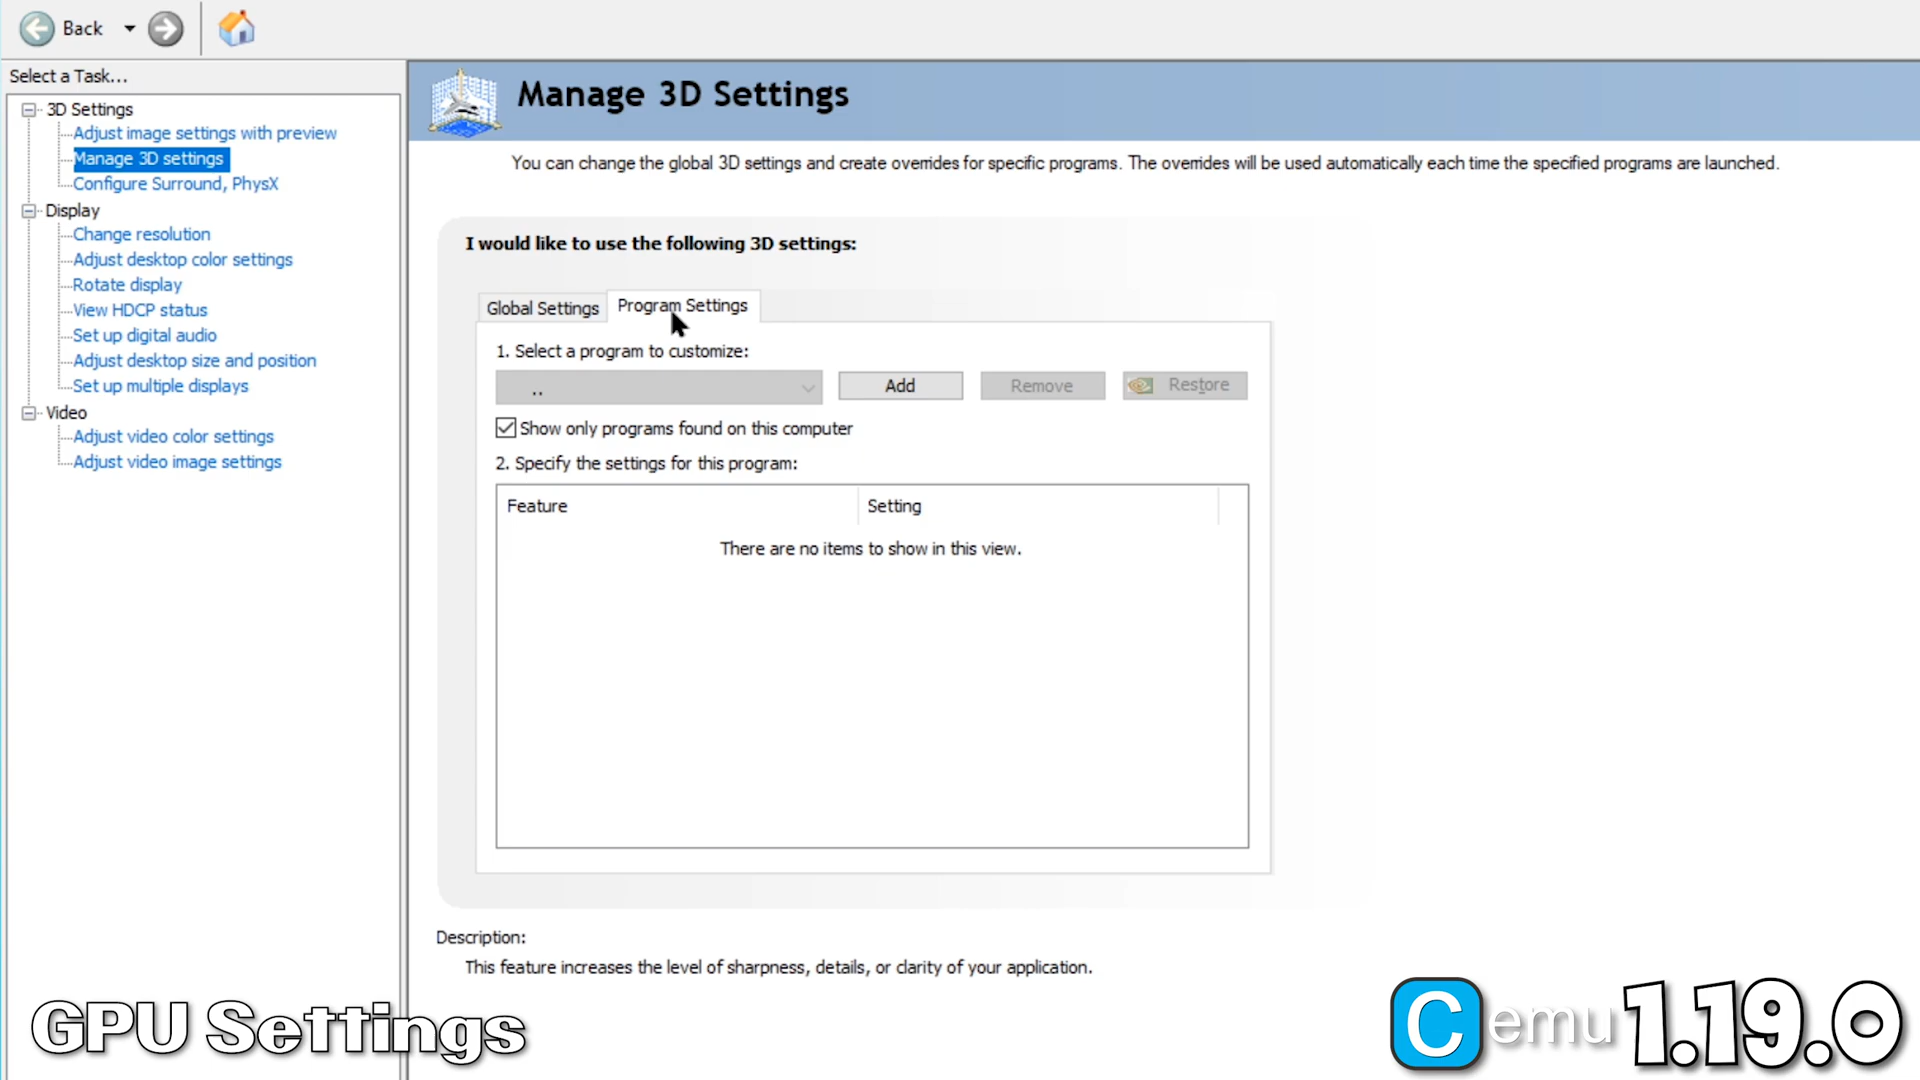 Back
Select a Task...
3D Settings
Adjust image settings with preview
Manage 3D settings
Configure Surround, PhysX
Display
Change resolution
Adjust desktop color settings
Rotate display
View HDCP status
Set up digital audio
Adjust desktop size and position
Set up multiple displays
Video
Adjust video color settings
Adjust video image settings
Manage 3D Settings
You can change the global 3D settings and create overrides for specific programs. The overrides will be used automatically each time the specified programs are launched.
I would like to use the following 3D settings:
Global Settings Program Settings
1. Select a program to customize:
.. Add Remove Restore
Show only programs found on this computer
2. Specify the settings for this program:
Feature Setting
There are no items to show in this view.
Description:
This feature increases the level of sharpness, details, or clarity of your application.
GPU Settings
Cemu 1.19.0